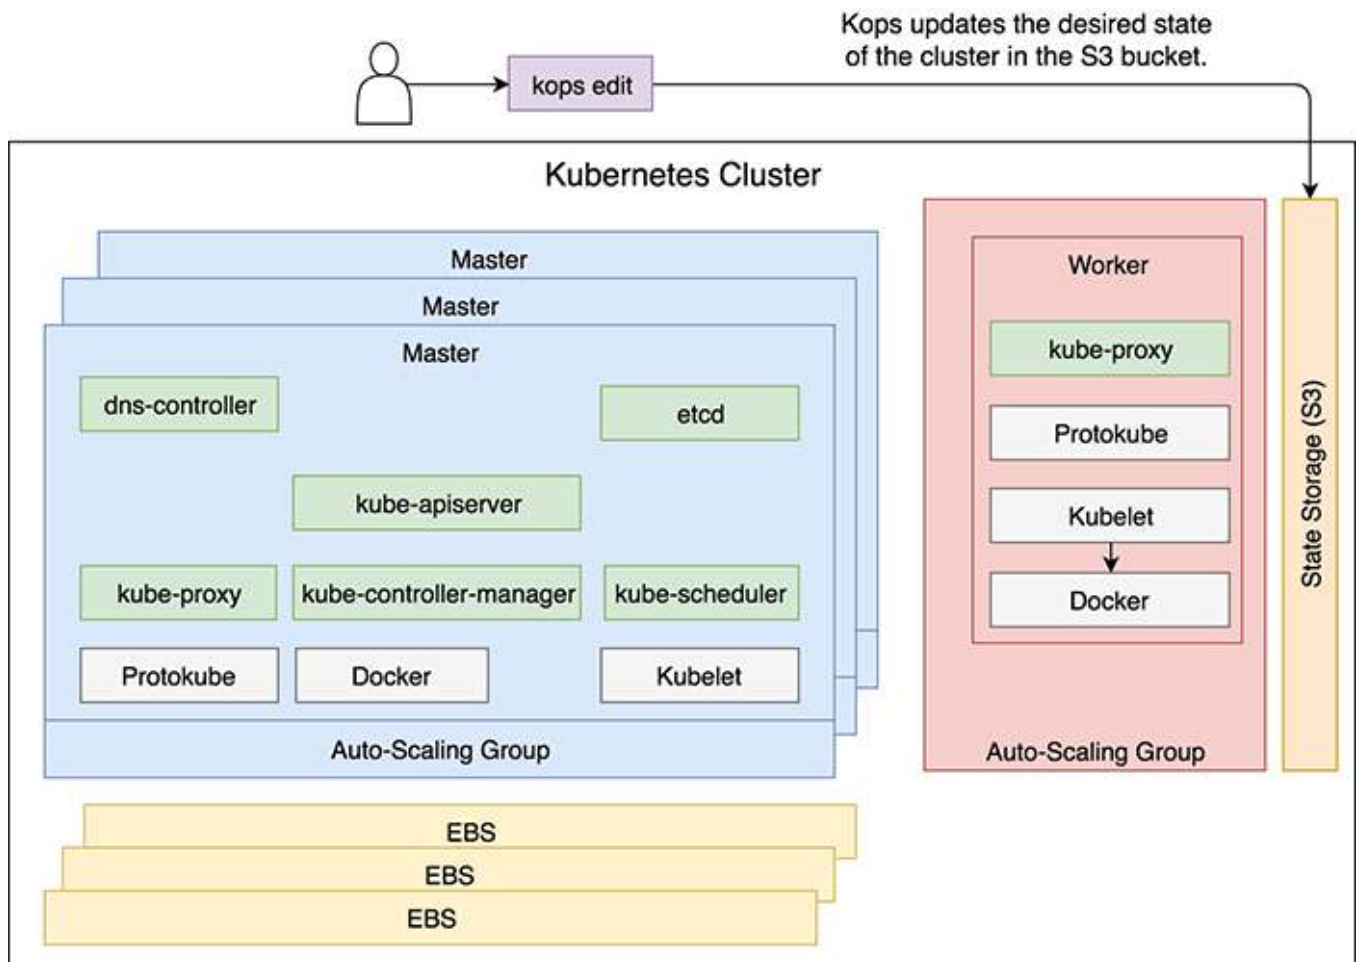 Kops updates the desired state
of the cluster in the S3 bucket.
kops edit
Kubernetes Cluster
Master
Master
Master
dns-controller
etcd
kube-apiserver
kube-proxy
kube-controller-manager
kube-scheduler
Protokube
Docker
Kubelet
Auto-Scaling Group
EBS
EBS
EBS
Worker
kube-proxy
Protokube
Kubelet
Docker
Auto-Scaling Group
State Storage (S3)